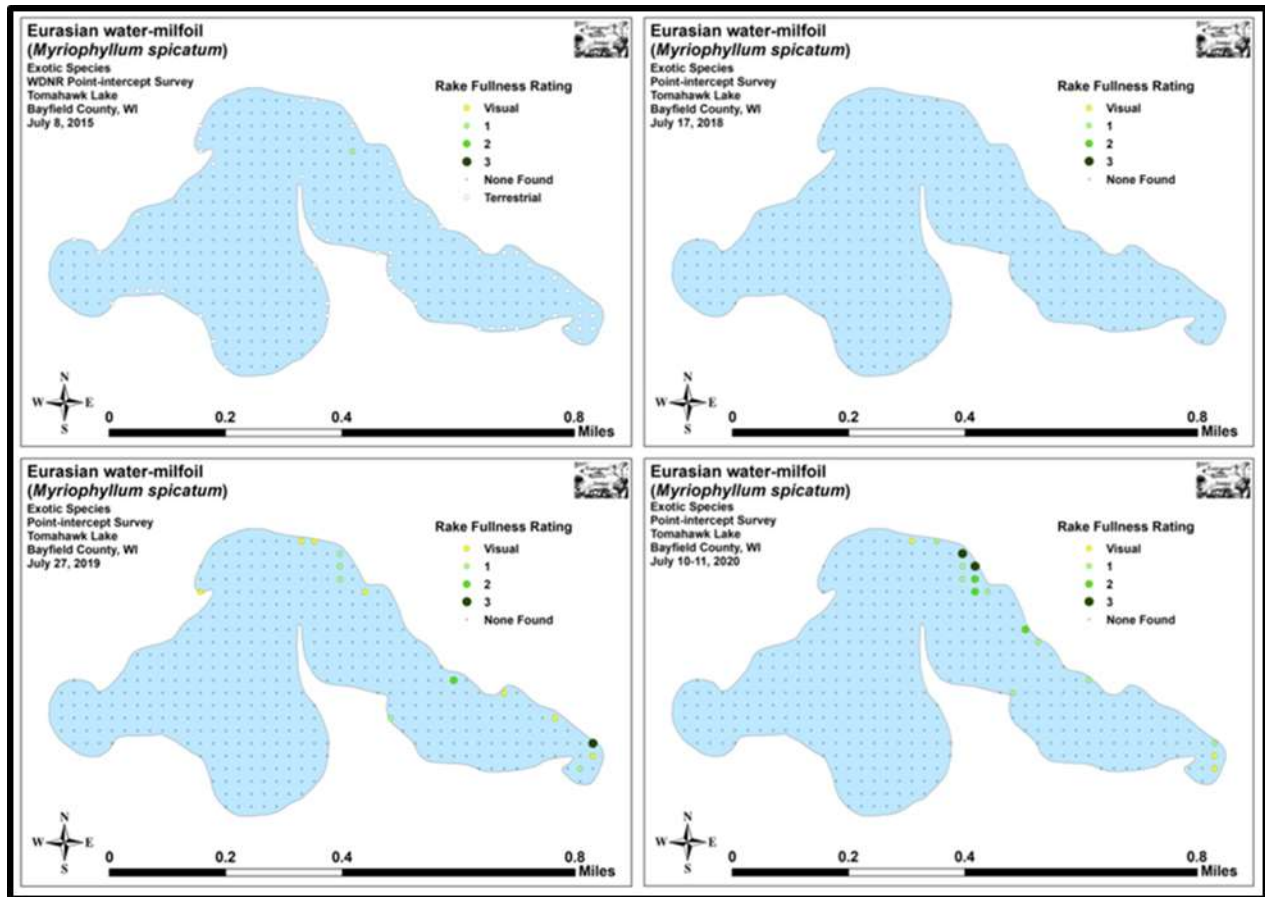 Eurasian water-milfoil
(Myriophyllum spicatum)
Exotic Species
WDNR Point-intercept Survey
Tomahawk Lake
Bayfield County, WI
July 8, 2015
Rake Fullness Rating
Visual
1
2
3
None Found
Terrestrial
N
W E
S
0 0.2 0.4 0.8
Miles
Eurasian water-milfoil
(Myriophyllum spicatum)
Exotic Species
Point-intercept Survey
Tomahawk Lake
Bayfield County, WI
July 17, 2018
Rake Fullness Rating
Visual
1
2
3
None Found
N
W E
S
0 0.2 0.4 0.8
Miles
Eurasian water-milfoil
(Myriophyllum spicatum)
Exotic Species
Point-intercept Survey
Tomahawk Lake
Bayfield County, WI
July 27, 2019
Rake Fullness Rating
Visual
1
2
3
None Found
N
W E
S
0 0.2 0.4 0.8
Miles
Eurasian water-milfoil
(Myriophyllum spicatum)
Exotic Species
Point-intercept Survey
Tomahawk Lake
Bayfield County, WI
July 10-11, 2020
Rake Fullness Rating
Visual
1
2
3
None Found
N
W E
S
0 0.2 0.4 0.8
Miles